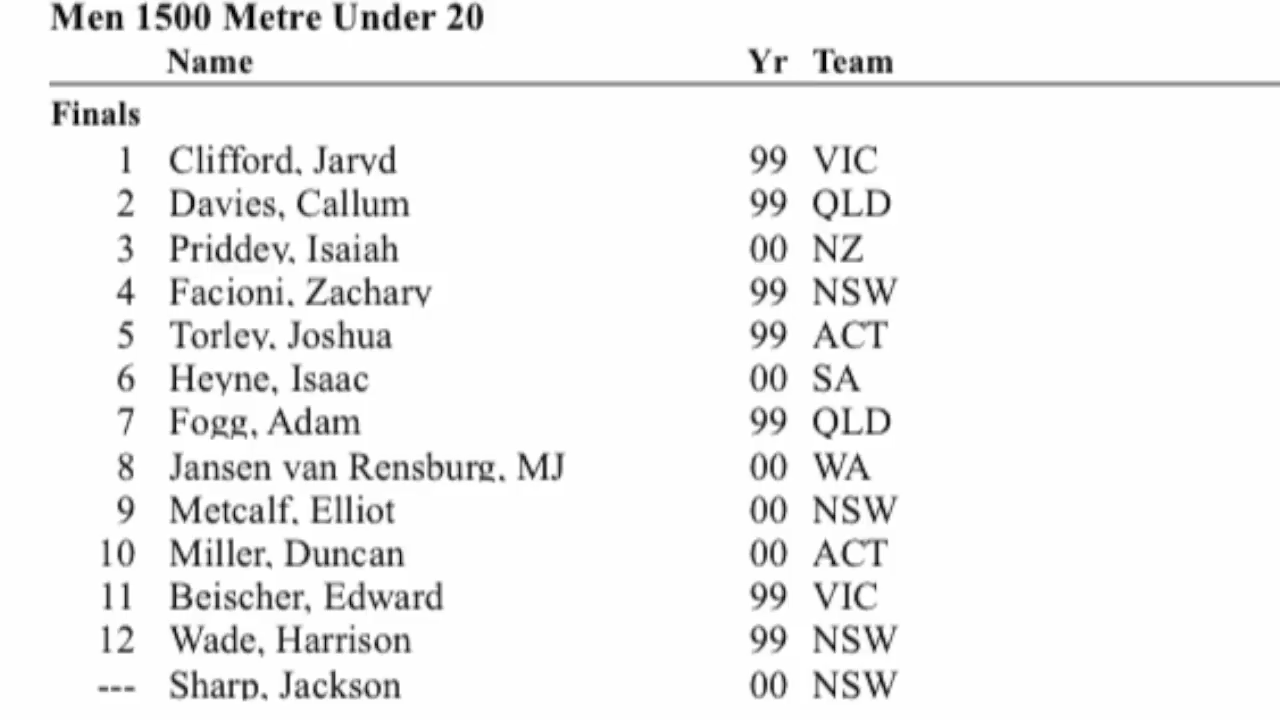 Men 1500 Metre Under 20
Name Yr Team
Finals
1 Clifford, Jaryd 99 VIC
2 Davies, Callum 99 QLD
3 Priddey, Isaiah 00 NZ
4 Facioni, Zachary 99 NSW
5 Torley, Joshua 99 ACT
6 Heyne, Isaac 00 SA
7 Fogg, Adam 99 QLD
8 Jansen van Rensburg, MJ 00 WA
9 Metcalf, Elliot 00 NSW
10 Miller, Duncan 00 ACT
11 Beischer, Edward 99 VIC
12 Wade, Harrison 99 NSW
--- Sharp, Jackson 00 NSW